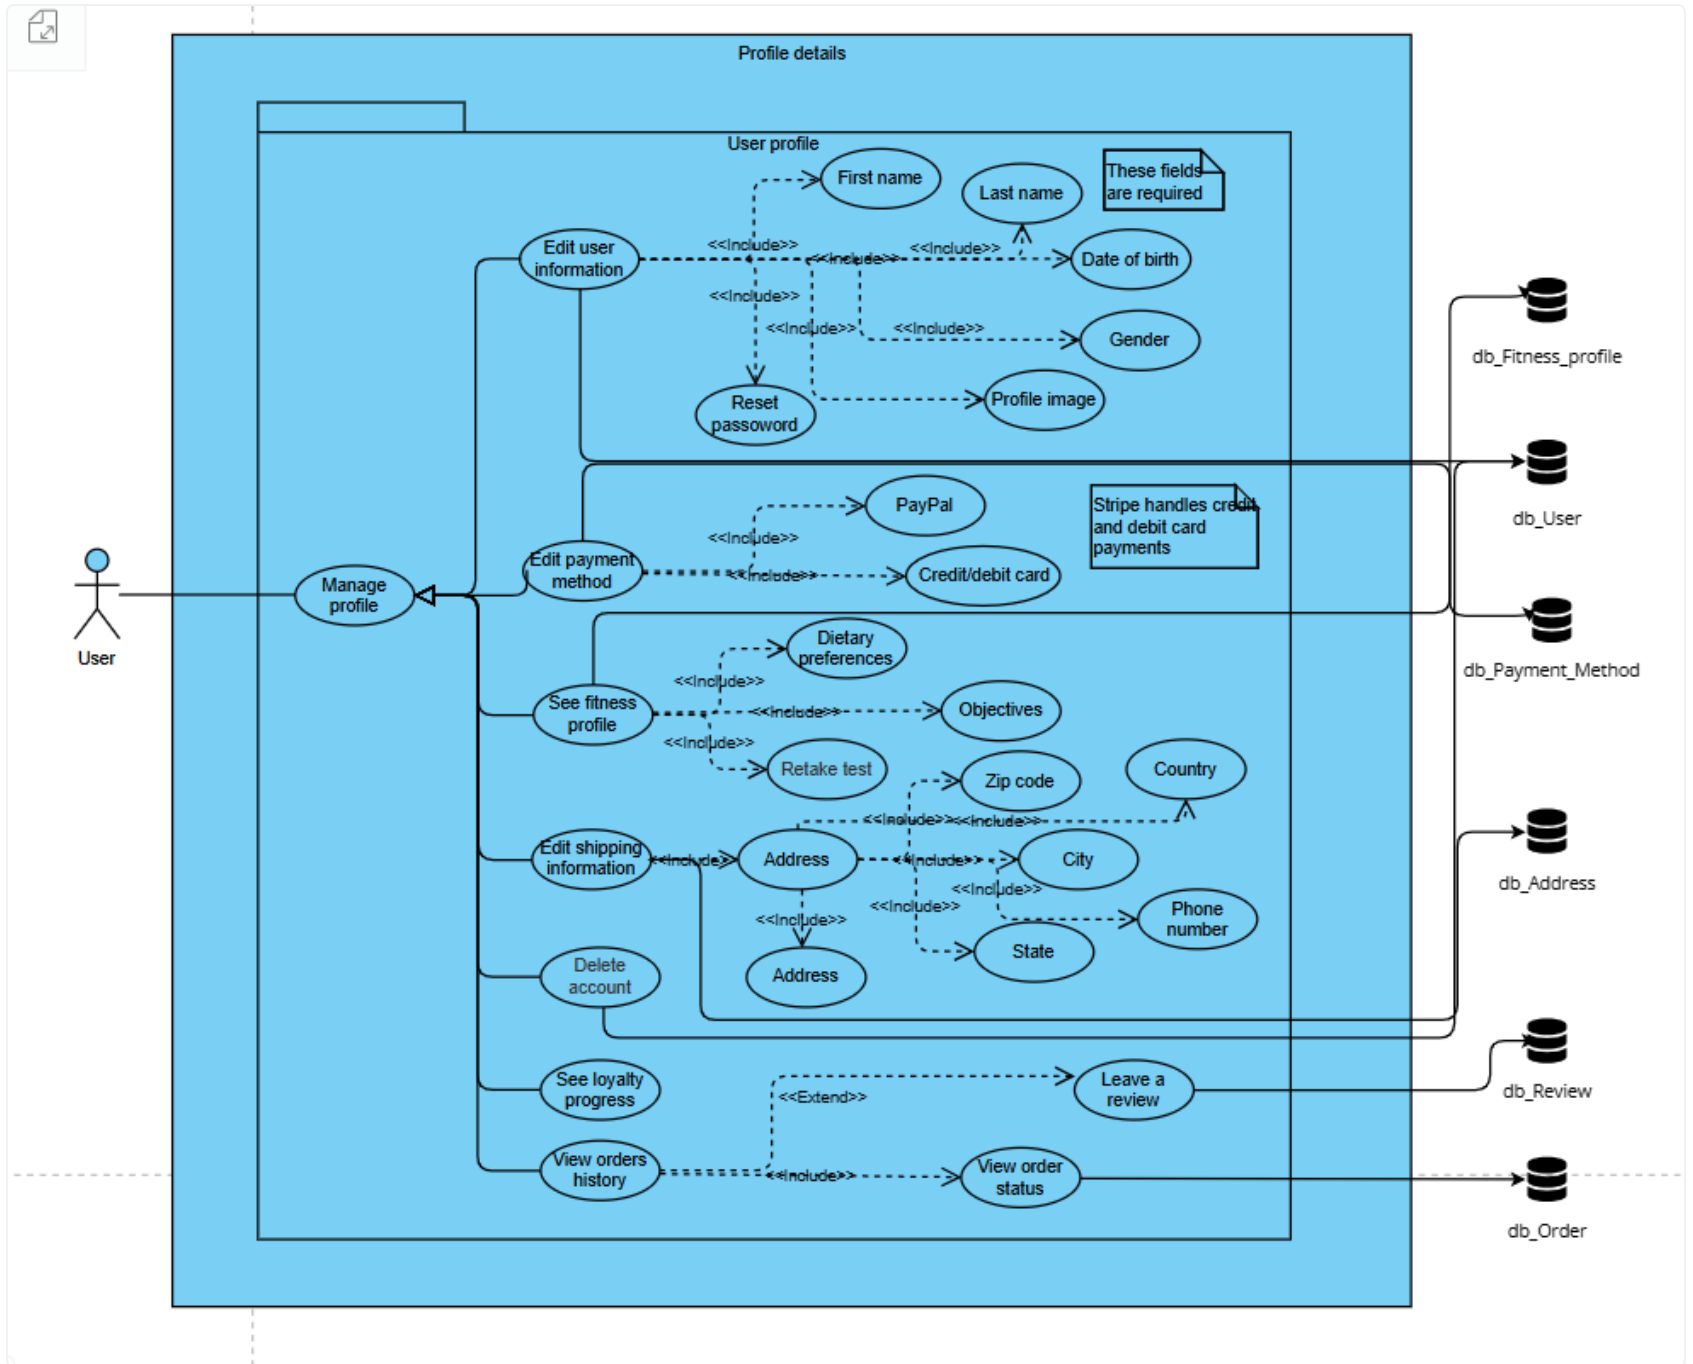 Profile details
User profile
First name
Last name
These fields
are required
Edit user
information
<<Include>>
<<Include>>
<<Include>>
Date of birth
<<Include>>
<<Include>>
<<Include>>
Gender
Profile image
Reset
passoword
db_Fitness_profile
db_User
PayPal
Stripe handles credit
and debit card
payments
<<Include>>
Edit payment
method
<<Include>>
Credit/debit card
User
Manage
profile
db_Payment_Method
Dietary
preferences
<<Include>>
See fitness
profile
<<Include>>
Objectives
<<Include>>
Retake test
Zip code
Country
<<Include>>
<<Include>>
Edit shipping
information
<<Include>>
Address
<<Include>>
City
<<Include>>
<<Include>>
<<Include>>
Phone
number
State
Address
db_Address
Delete
account
See loyalty
progress
<<Extend>>
Leave a
review
db_Review
View orders
history
<<Include>>
View order
status
db_Order